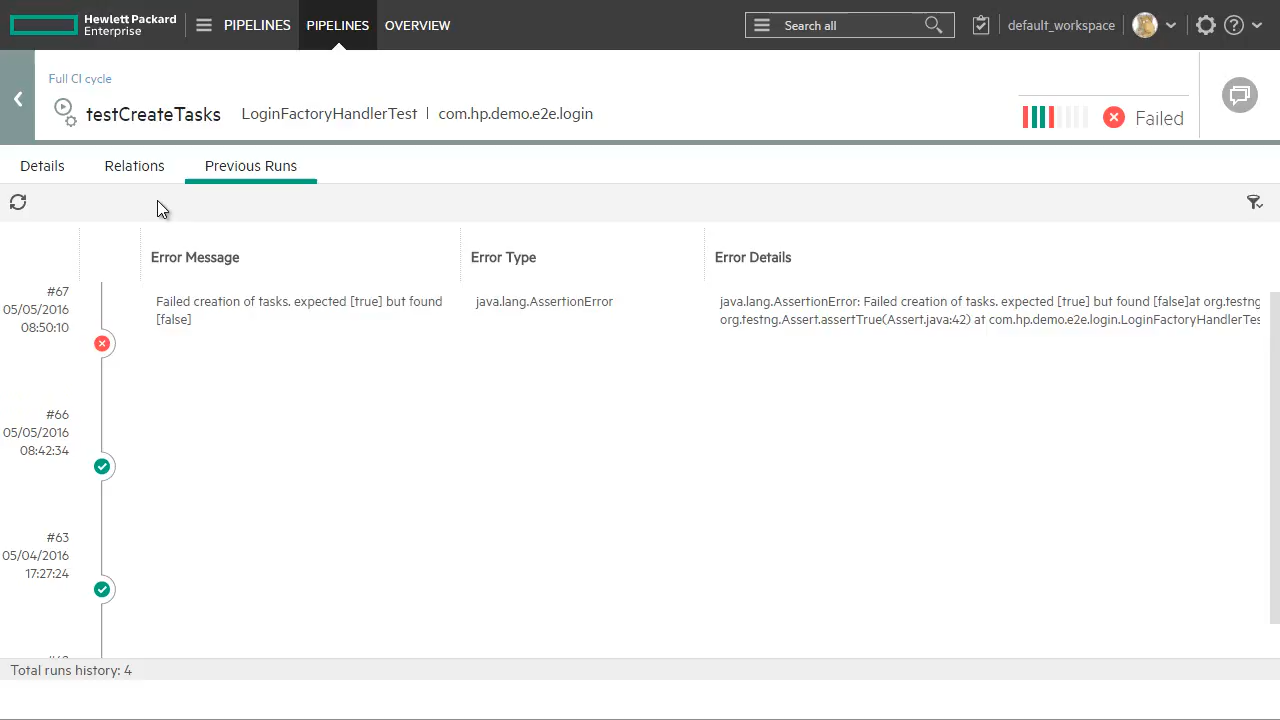 Hewlett Packard
Enterprise
PIPELINES
PIPELINES
OVERVIEW
Search all
default_workspace
Full CI cycle
testCreateTasks
LoginFactoryHandlerTest | com.hp.demo.e2e.login
Failed
Details
Relations
Previous Runs
Error Message
Error Type
Error Details
#67
05/05/2016
08:50:10
Failed creation of tasks. expected [true] but found
[false]
java.lang.AssertionError
java.lang.AssertionError: Failed creation of tasks. expected [true] but found [false]at org.testng
org.testng.Assert.assertTrue(Assert.java:42) at com.hp.demo.e2e.login.LoginFactoryHandlerTes
#66
05/05/2016
08:42:34
#63
05/04/2016
17:27:24
Total runs history: 4